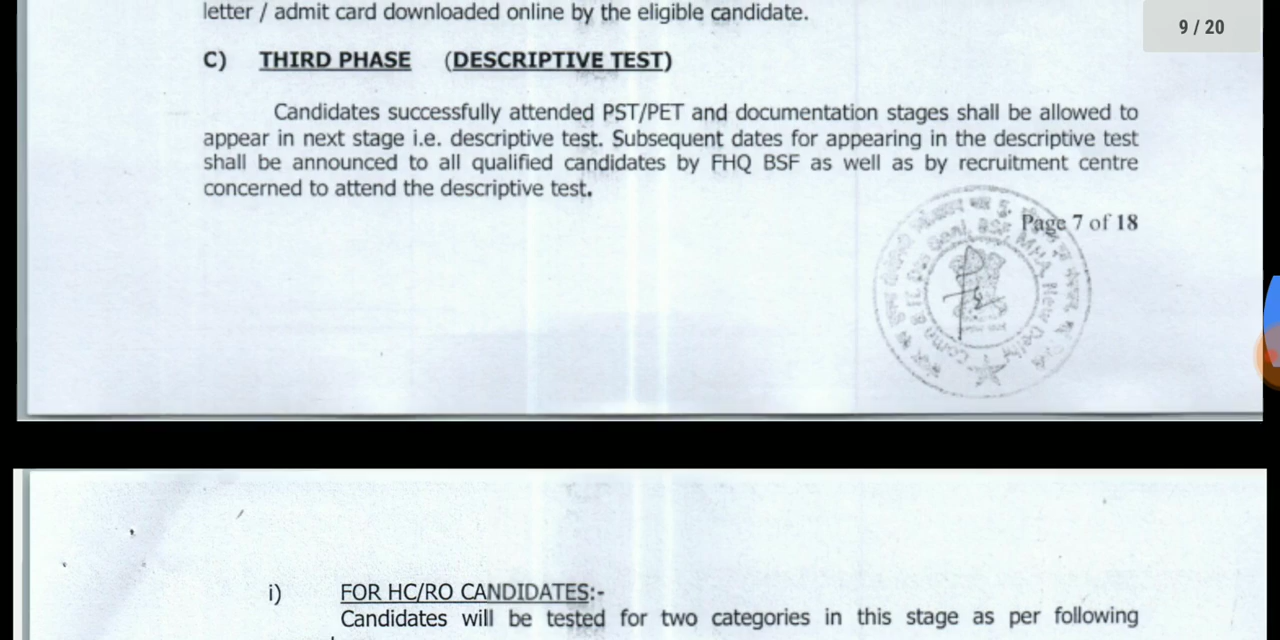 letter / admit card downloaded online by the eligible candidate.
9 / 20
C) THIRD PHASE (DESCRIPTIVE TEST)
Candidates successfully attended PST/PET and documentation stages shall be allowed to
appear in next stage i.e. descriptive test. Subsequent dates for appearing in the descriptive test
shall be announced to all qualified candidates by FHQ BSF as well as by recruitment centre
concerned to attend the descriptive test.
Page 7 of 18
BSF MHA, New Delhi
i) FOR HC/RO CANDIDATES:-
Candidates will be tested for two categories in this stage as per following